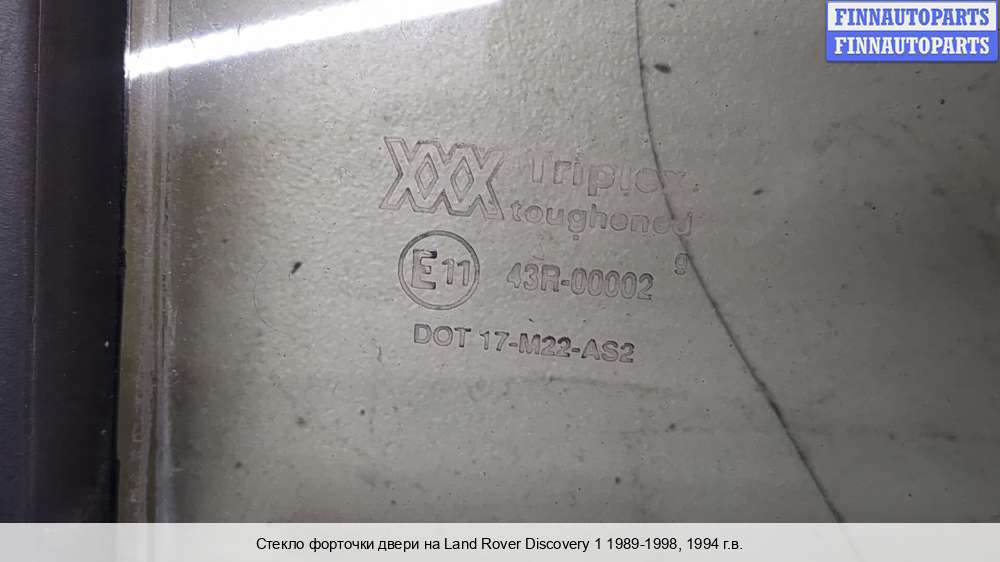 FINNAUTOPARTS
FINNAUTOPARTS
XXX Triplex
toughened
9
E11 43R-00002
DOT 17-M22-AS2
Стекло форточки двери на Land Rover Discovery 1 1989-1998, 1994 г.в.